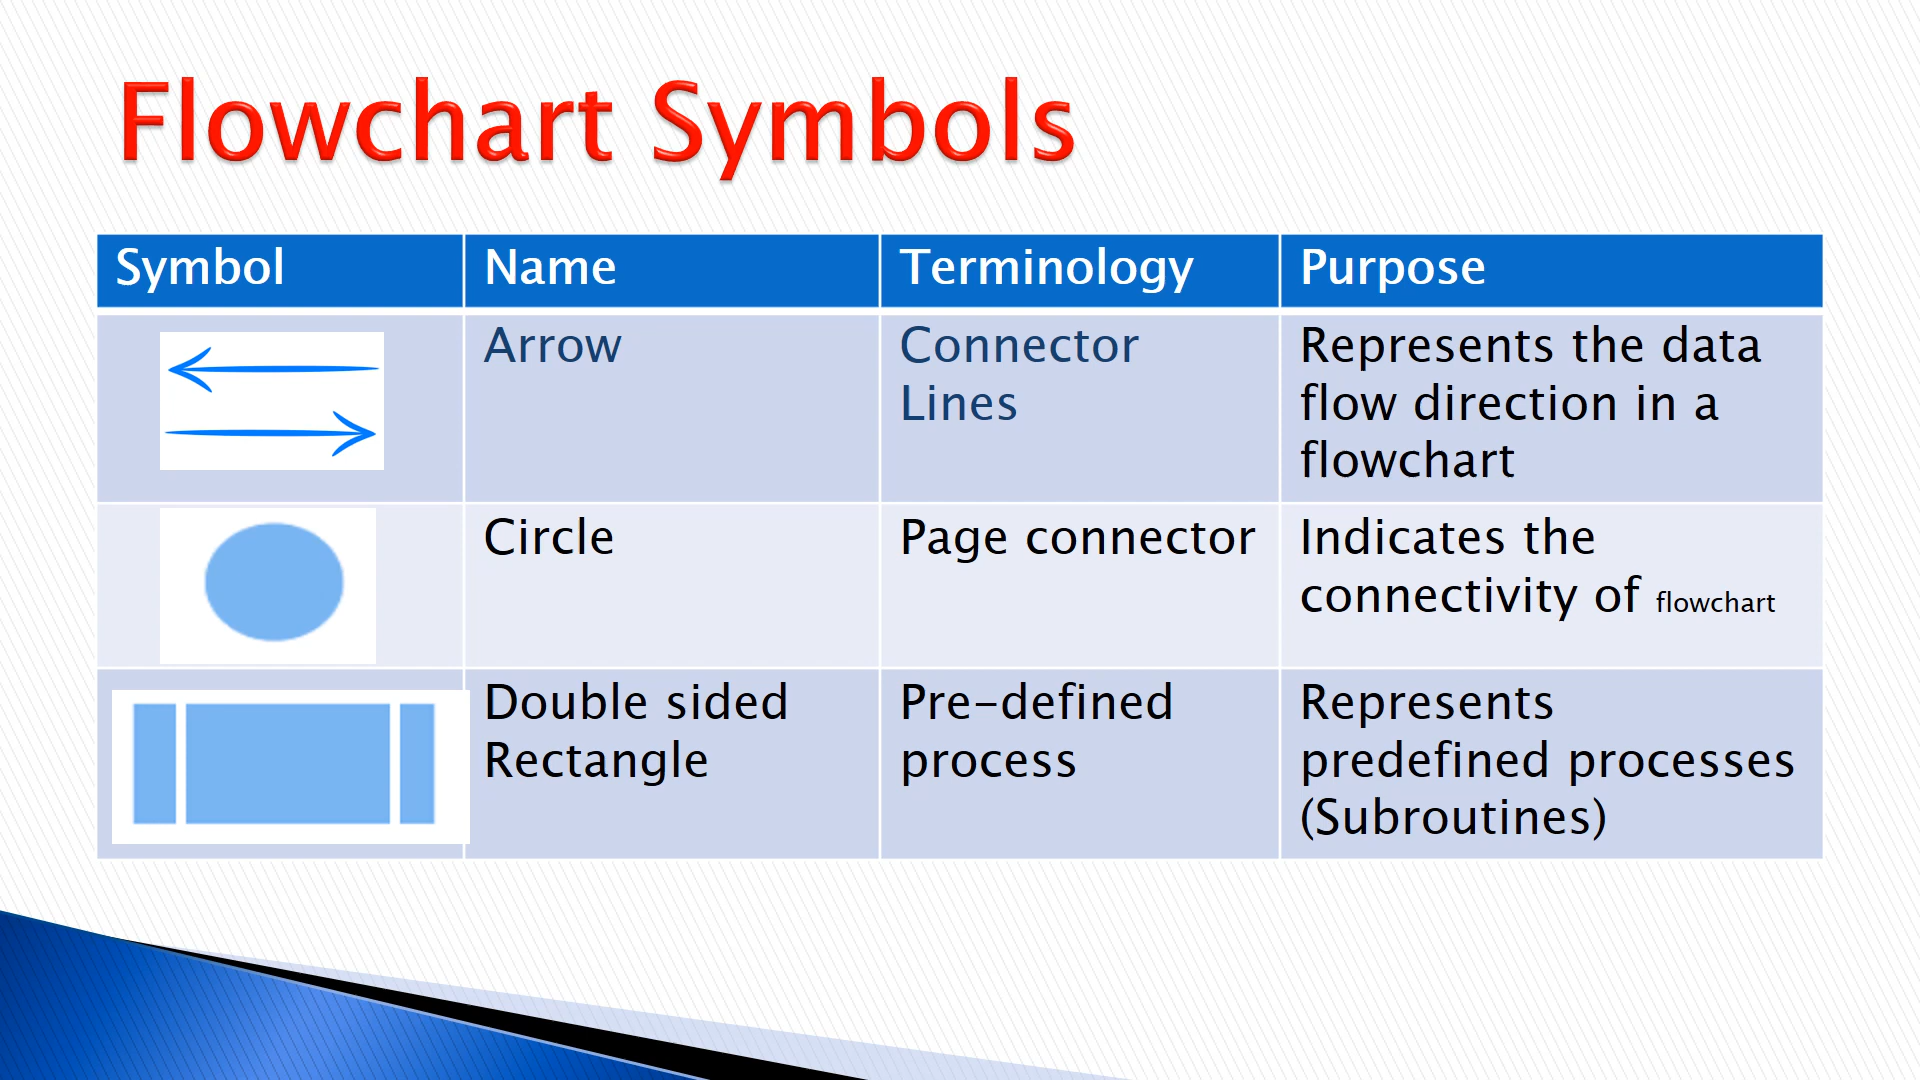 Flowchart Symbols
Symbol Name Terminology Purpose
Arrow
Connector
Lines
Represents the data
flow direction in a
flowchart
Circle
Page connector
Indicates the
connectivity of flowchart
Double sided
Rectangle
Pre-defined
process
Represents
predefined processes
(Subroutines)